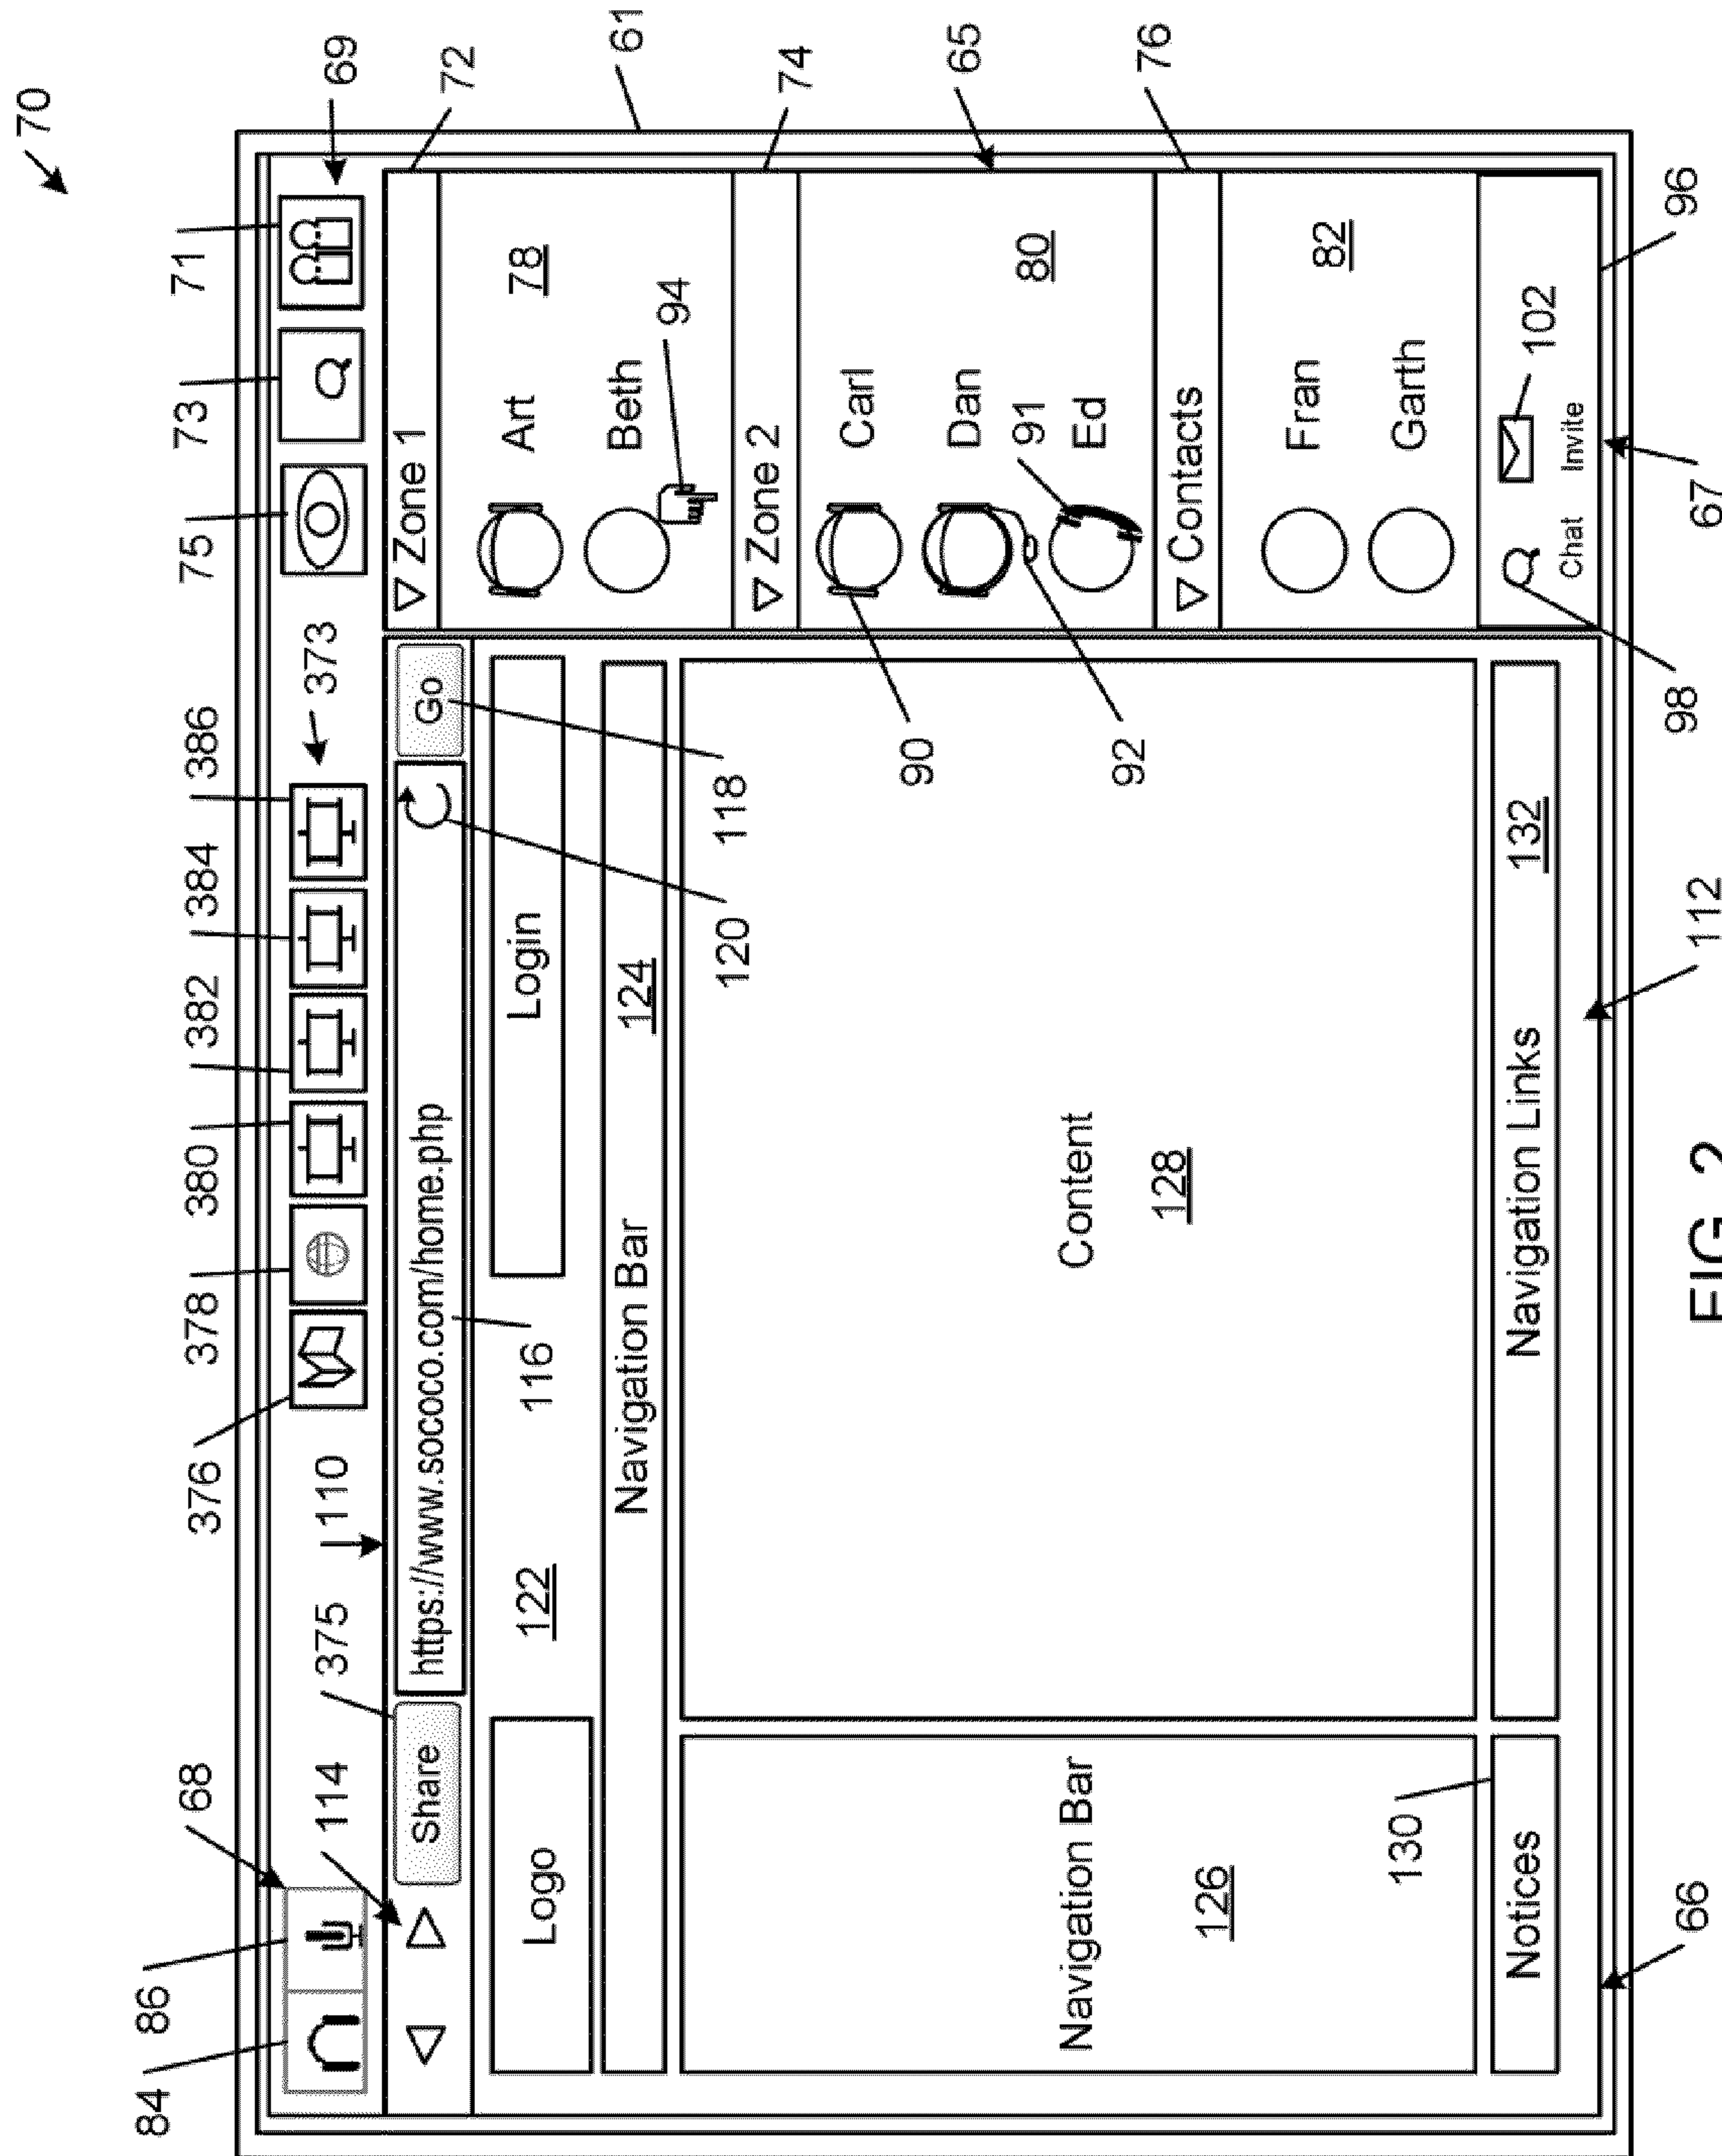 70
84 86 68
376 378 380 382 384 386
75 73 71
114 375 110
373 69
Share https://www.sococo.com/home.php Go
▽ Zone 1
72
61
Logo 122 116 Login
Art
78
Beth
94
Navigation Bar 124
120 118
▽ Zone 2
74
Carl
90
Dan
65
80
91
92
Ed
Navigation Bar
126
Content
128
▽ Contacts
76
Fran
82
Garth
130
Notices
Navigation Links 132
Chat Invite
102
66 112 98 67 96
FIG. 2